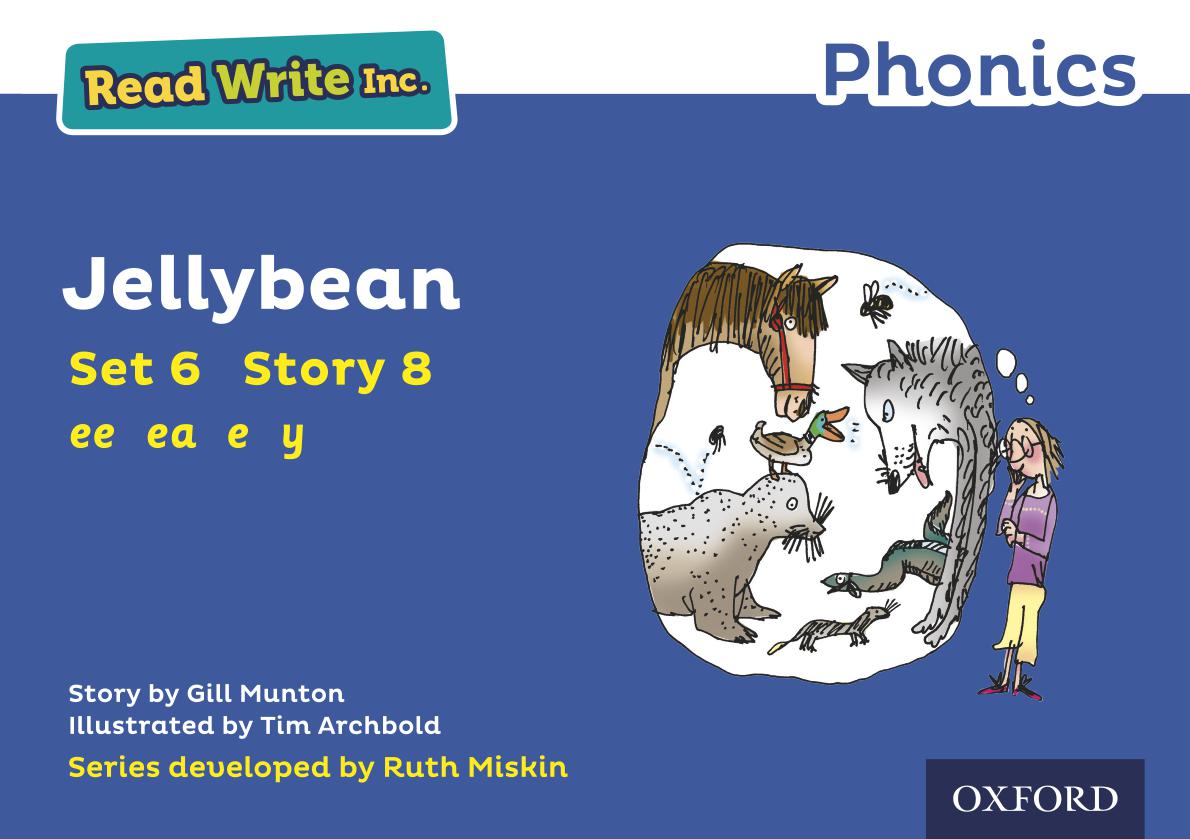 Read Write Inc.
Phonics
Jellybean
Set 6 Story 8
ee ea e y
Story by Gill Munton
Illustrated by Tim Archbold
Series developed by Ruth Miskin
OXFORD